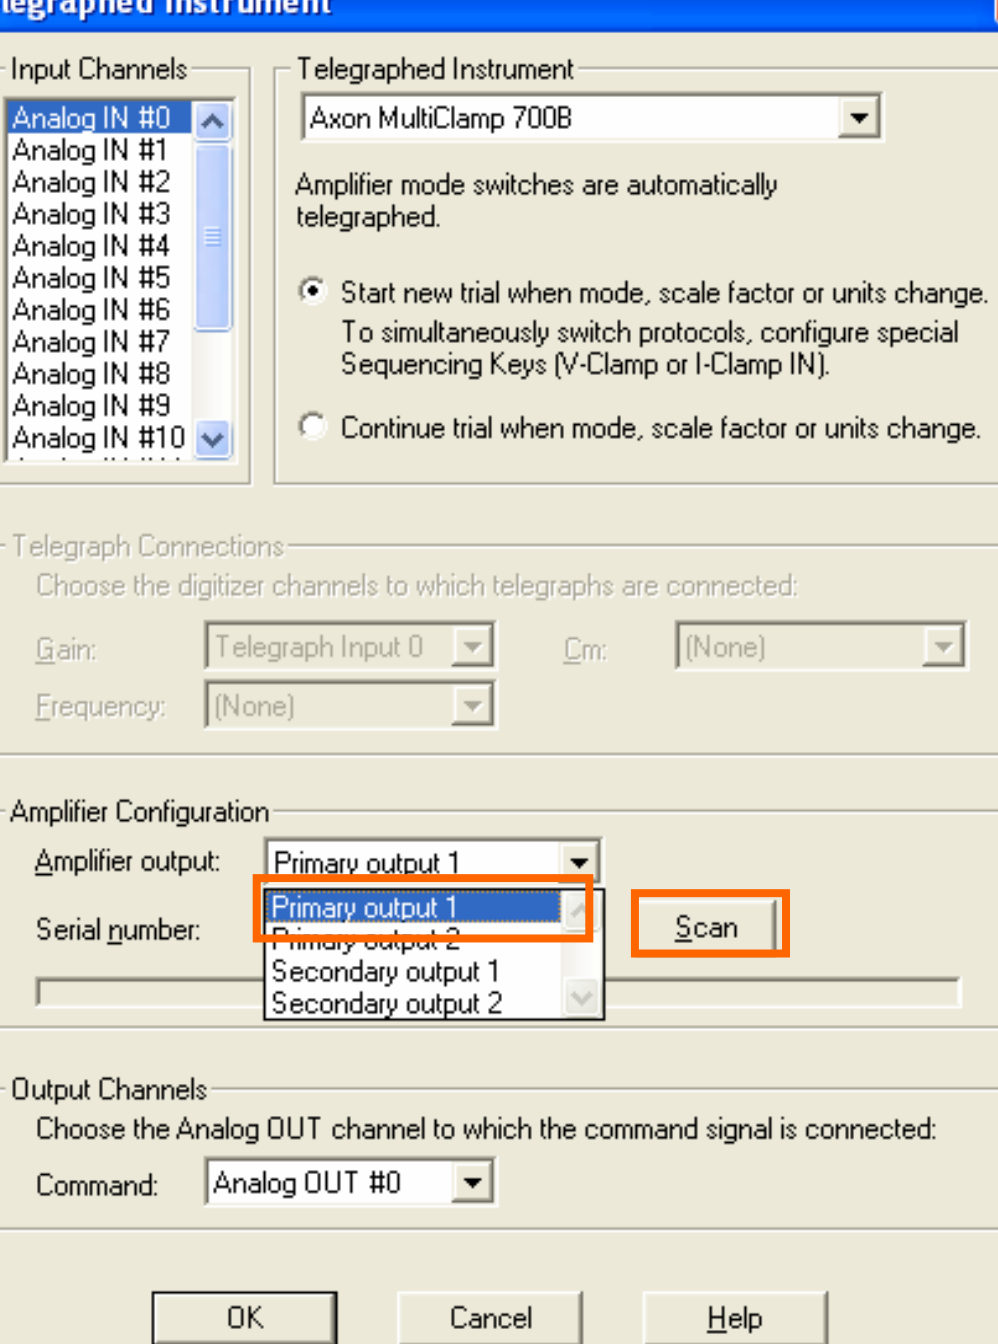 elegraphed Instrument
Input Channels
Analog IN #0
Analog IN #1
Analog IN #2
Analog IN #3
Analog IN #4
Analog IN #5
Analog IN #6
Analog IN #7
Analog IN #8
Analog IN #9
Analog IN #10
Telegraphed Instrument
Axon MultiClamp 700B
Amplifier mode switches are automatically
telegraphed.
Start new trial when mode, scale factor or units change.
To simultaneously switch protocols, configure special
Sequencing Keys (V-Clamp or I-Clamp IN).
Continue trial when mode, scale factor or units change.
Telegraph Connections
Choose the digitizer channels to which telegraphs are connected:
Gain: Telegraph Input 0 Cm: (None)
Frequency: (None)
Amplifier Configuration
Amplifier output: Primary output 1
Primary output 1
Serial number: Scan
Primary output 2
Secondary output 1
Secondary output 2
Output Channels
Choose the Analog OUT channel to which the command signal is connected:
Command: Analog OUT #0
OK Cancel Help